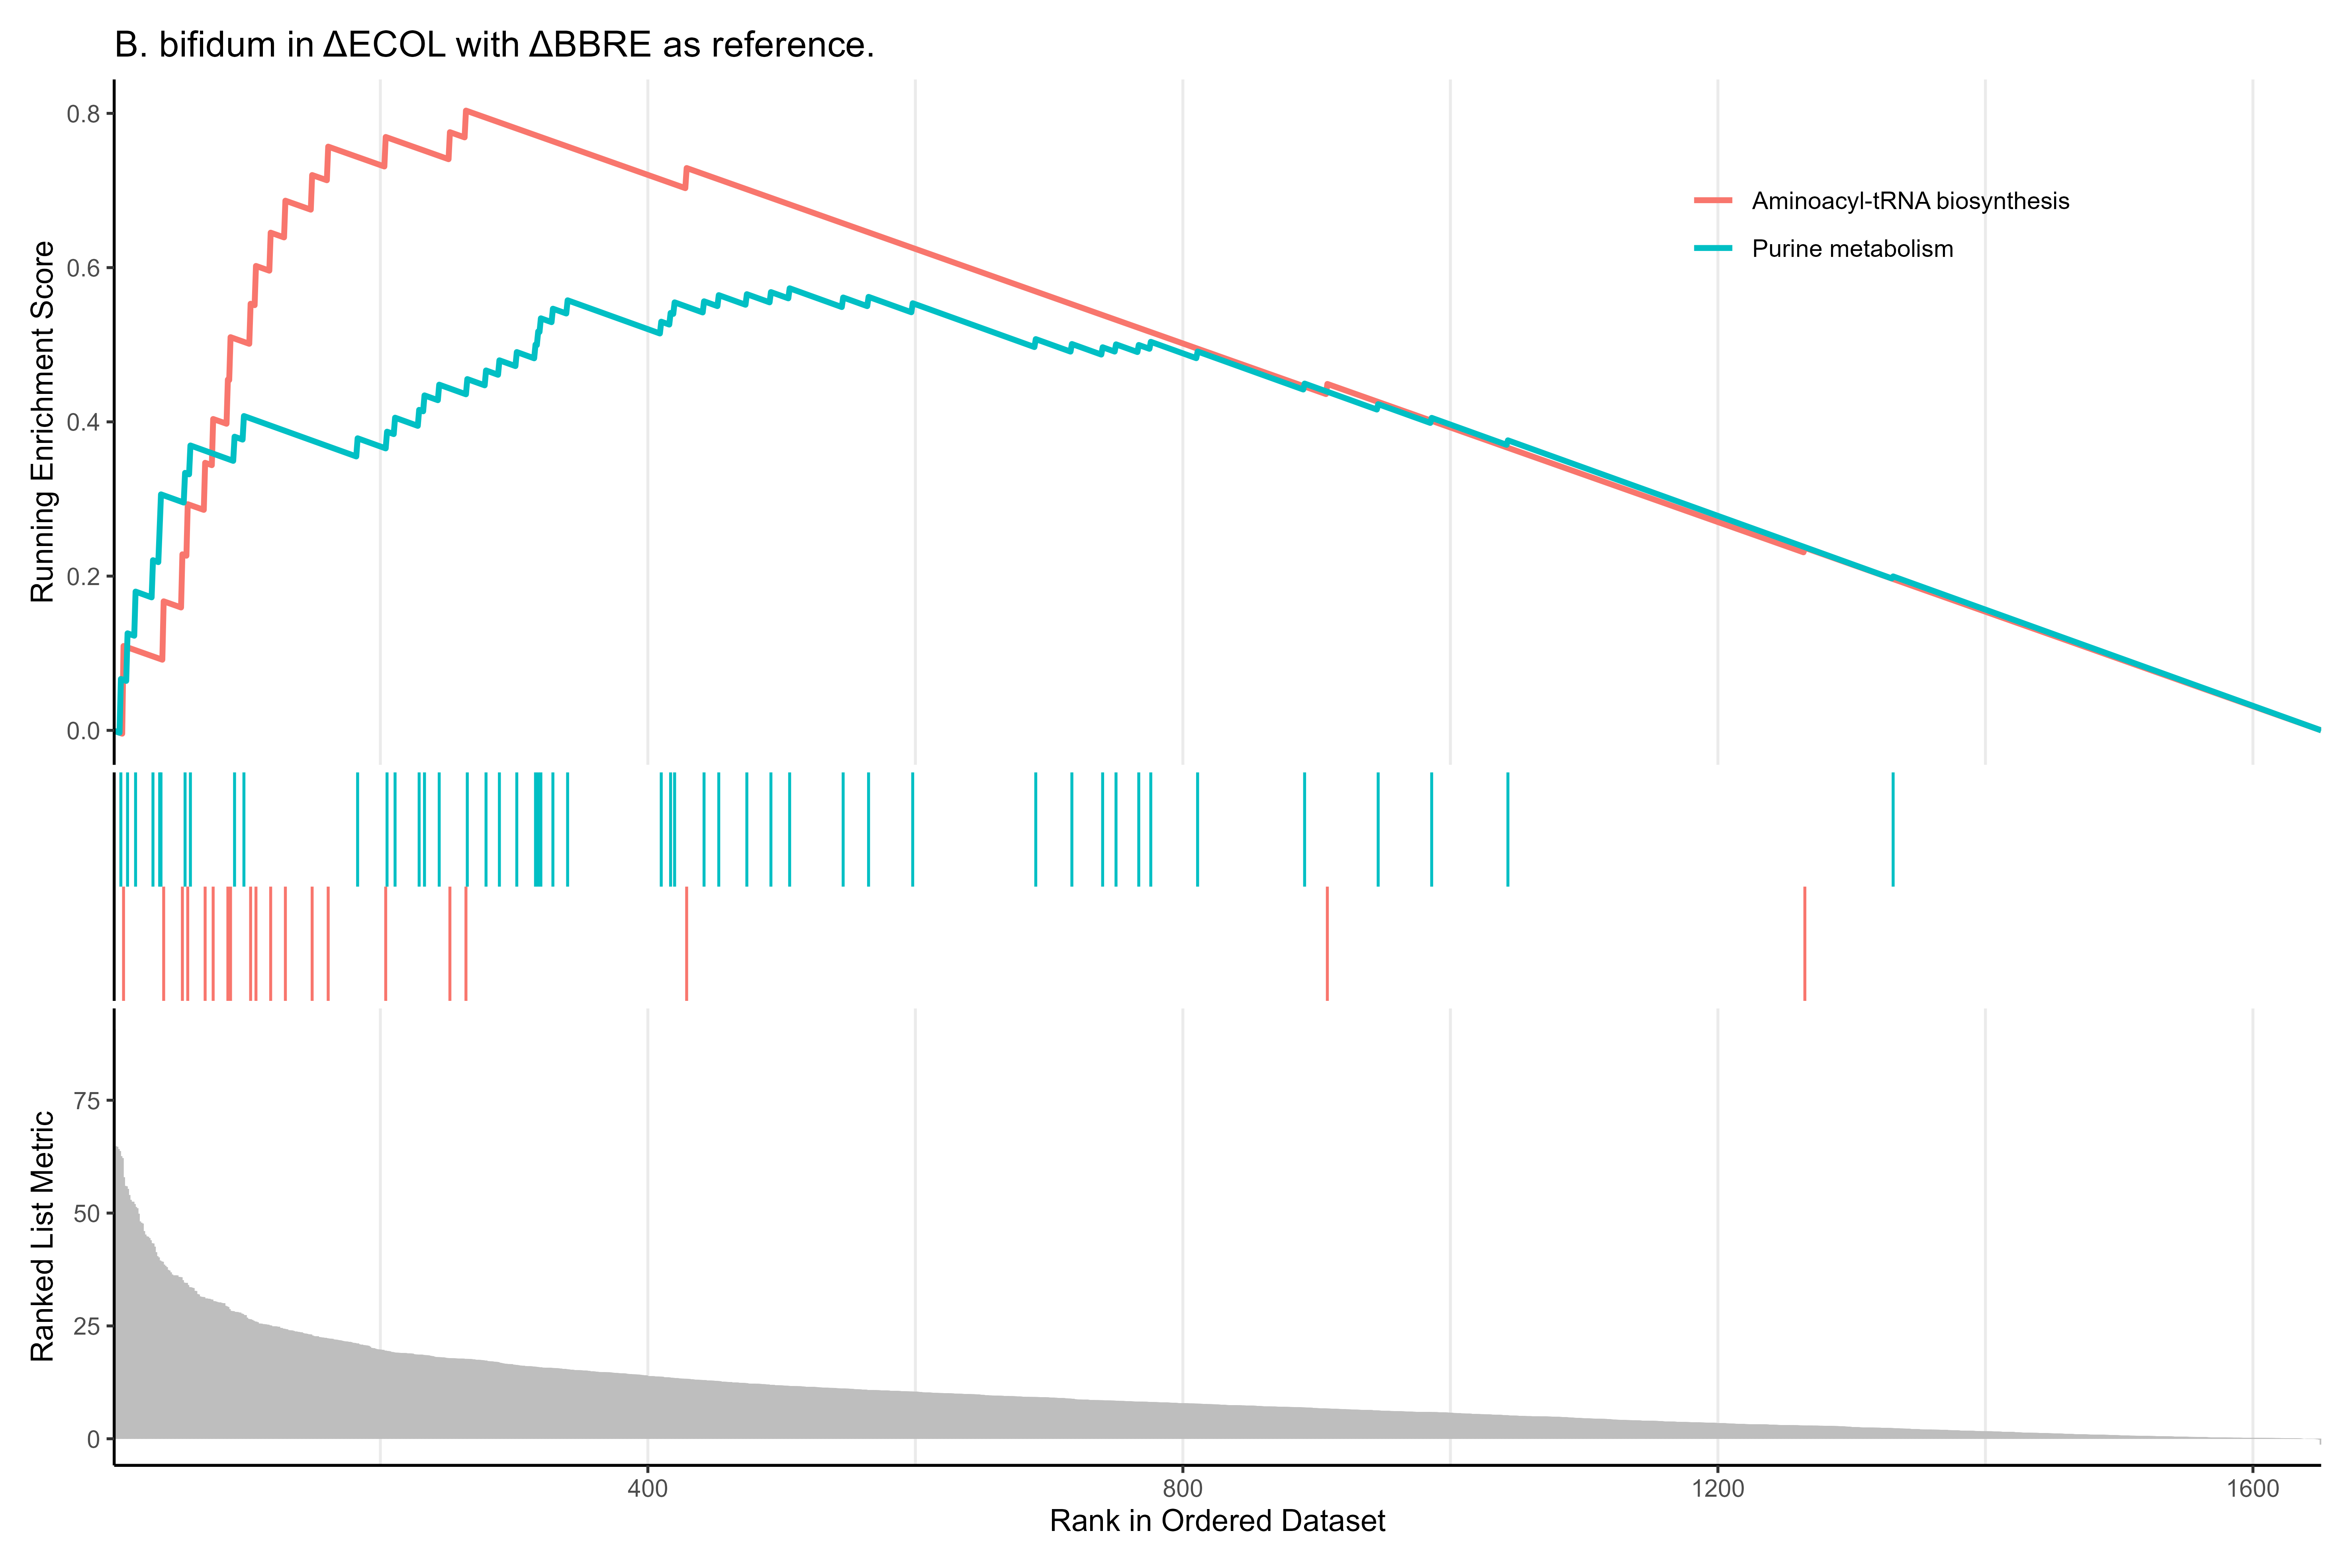 B. bifidum in ΔECOL with ΔBBRE as reference.
Running Enrichment Score
0.8
0.6
0.4
0.2
0.0
Aminoacyl-tRNA biosynthesis
Purine metabolism
Ranked List Metric
75
50
25
0
400
800
1200
1600
Rank in Ordered Dataset